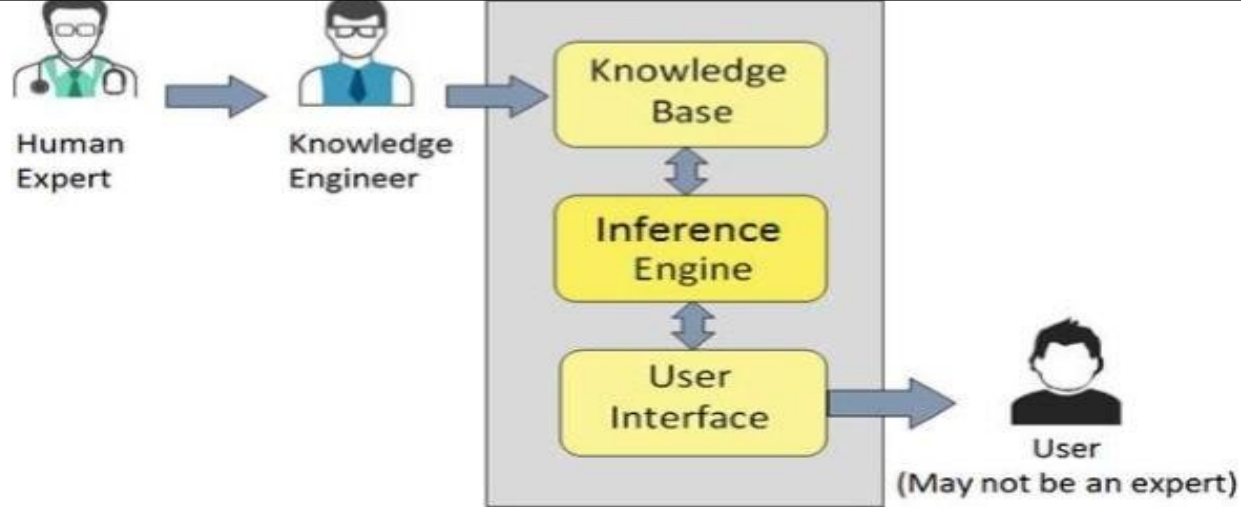 Human
Expert
Knowledge
Engineer
Knowledge
Base
Inference
Engine
User
Interface
User
(May not be an expert)